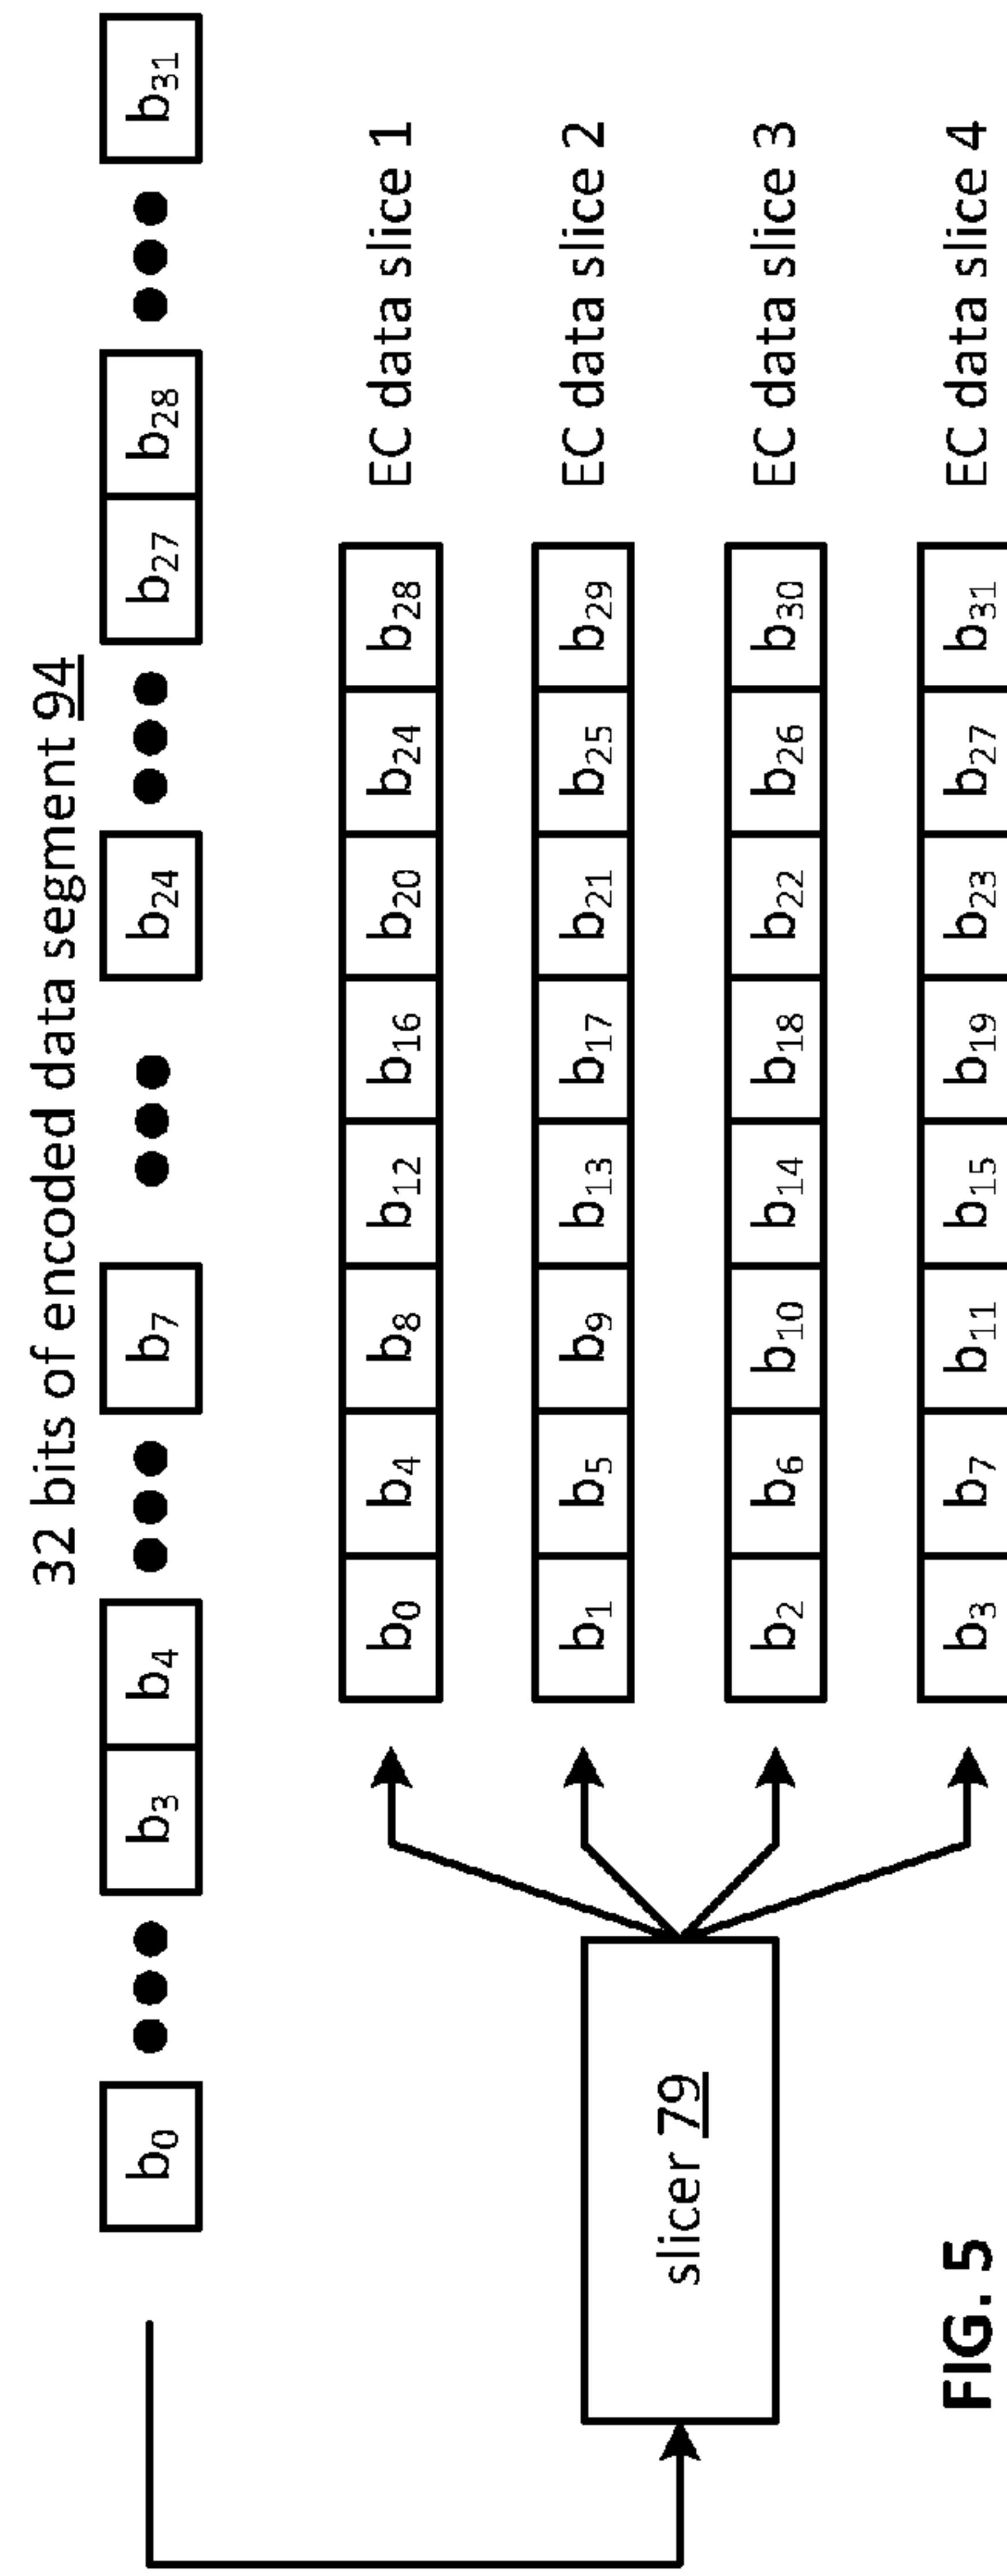 32 bits of encoded data segment 94
b0 ●●● b3 b4 ●●● b7 ●●● b24 ●●● b27 b28 ●●● b31
b0 b4 b8 b12 b16 b20 b24 b28 EC data slice 1
b1 b5 b9 b13 b17 b21 b25 b29 EC data slice 2
slicer 79
b2 b6 b10 b14 b18 b22 b26 b30 EC data slice 3
b3 b7 b11 b15 b19 b23 b27 b31 EC data slice 4
FIG. 5